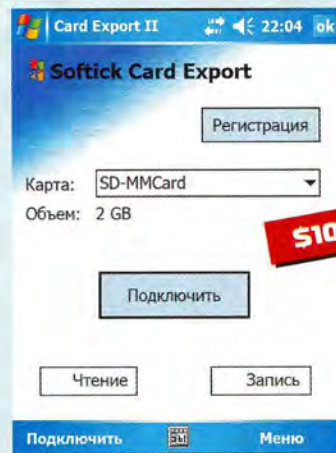 Card Export II 22:04 ok
Softick Card Export
Регистрация
Карта: SD-MMCard
Объем: 2 GB
$10
Подключить
Чтение Запись
Подключить Меню